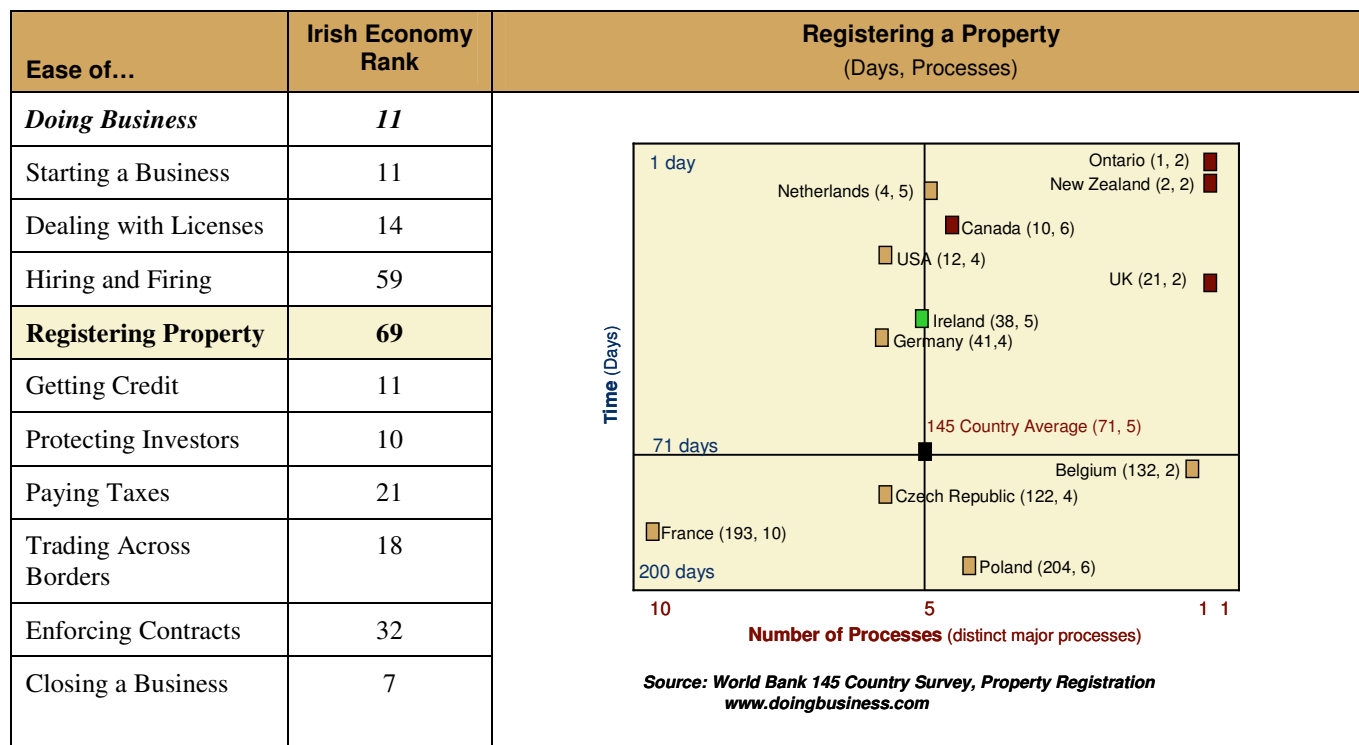 Ease of…
Irish Economy
Rank
Registering a Property
(Days, Processes)
Doing Business
11
Starting a Business
11
Dealing with Licenses
14
Hiring and Firing
59
Registering Property
69
Getting Credit
11
Protecting Investors
10
Paying Taxes
21
Trading Across
Borders
18
Enforcing Contracts
32
Closing a Business
7
1 day
Ontario (1, 2)
New Zealand (2, 2)
Netherlands (4, 5)
Canada (10, 6)
USA (12, 4)
UK (21, 2)
Ireland (38, 5)
Germany (41,4)
Time (Days)
145 Country Average (71, 5)
71 days
Belgium (132, 2)
Czech Republic (122, 4)
France (193, 10)
Poland (204, 6)
200 days
10 5 1 1
Number of Processes (distinct major processes)
Source: World Bank 145 Country Survey, Property Registration
www.doingbusiness.com